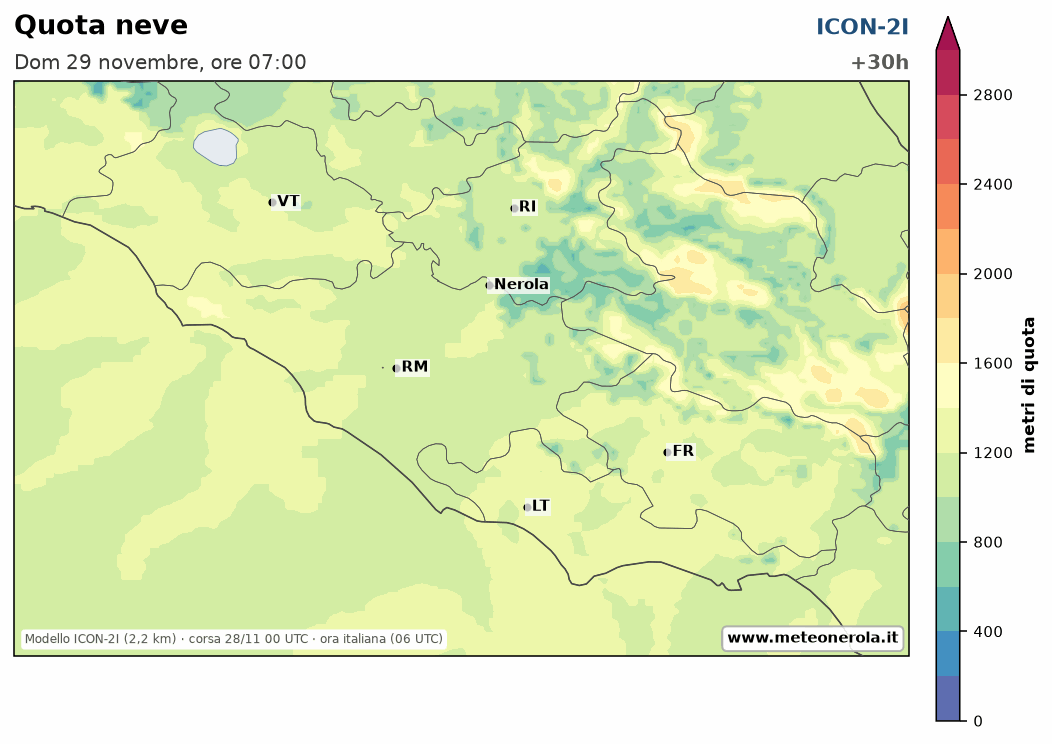 Quota neve
ICON-2I
Dom 29 novembre, ore 07:00
+30h
VT
RI
Nerola
RM
FR
LT
2800
2400
2000
1600
1200
800
400
0
metri di quota
Modello ICON-2I (2,2 km) · corsa 28/11 00 UTC · ora italiana (06 UTC)
www.meteonerola.it